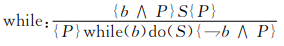 while: {b ∧ P}S{P}
{P}while(b)do(S){¬b ∧ P}